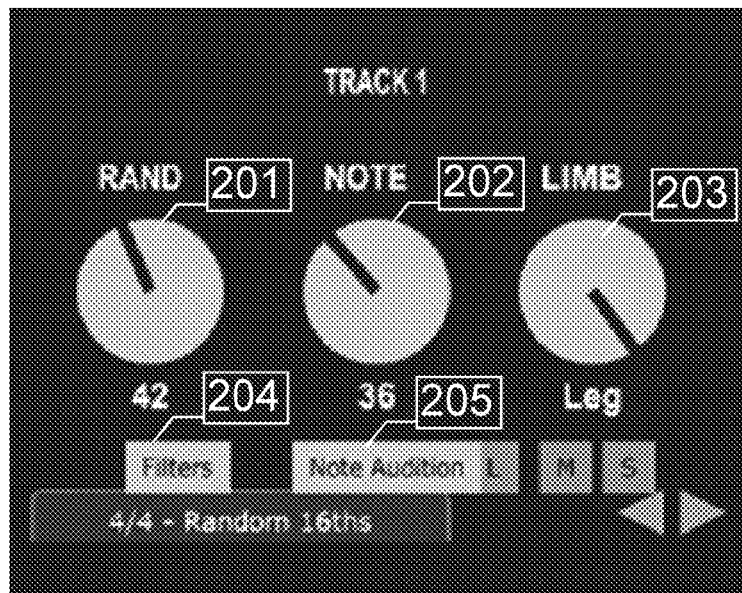 TRACK 1
RAND 201 NOTE 202 LIMB 203
42 204 36 205 Leg
Filters Note Audition L M S
4/4 - Random 16ths